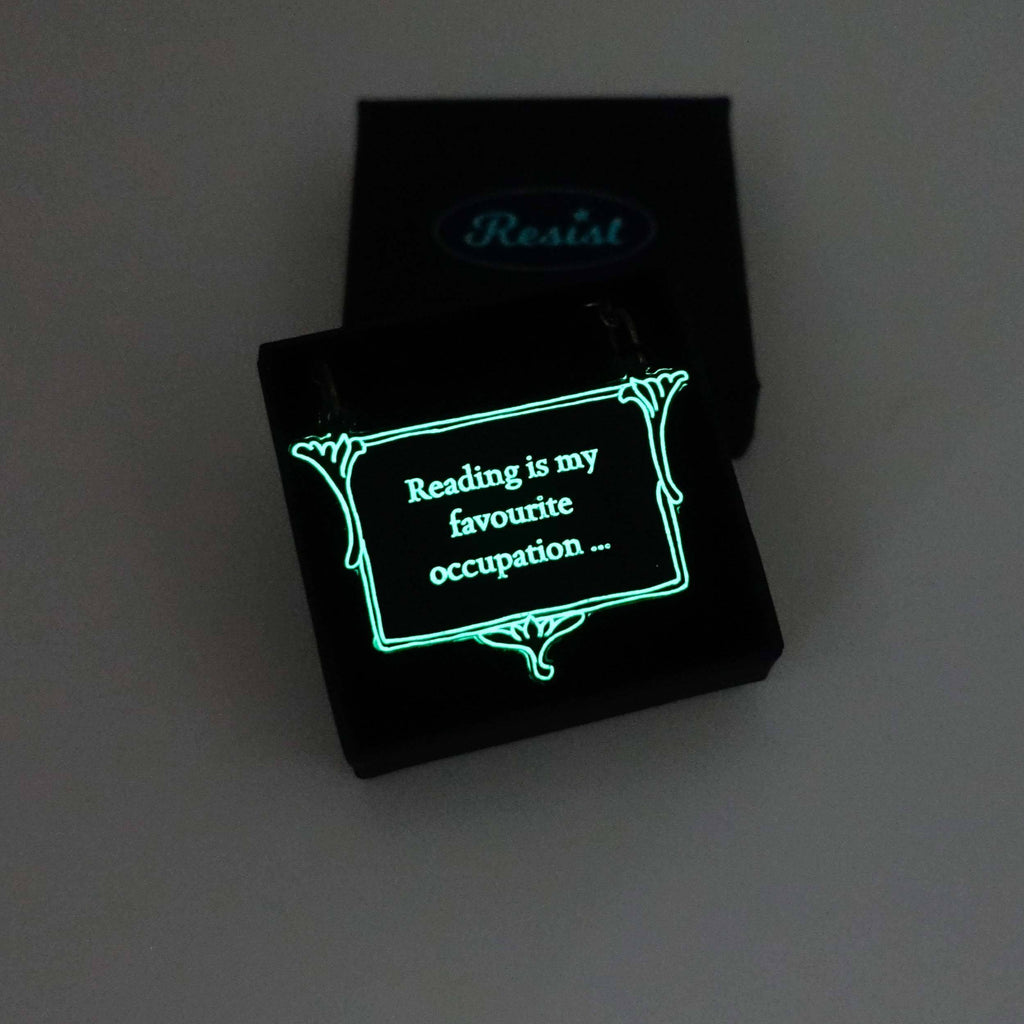 Resist
Reading is my
favourite
occupation ...